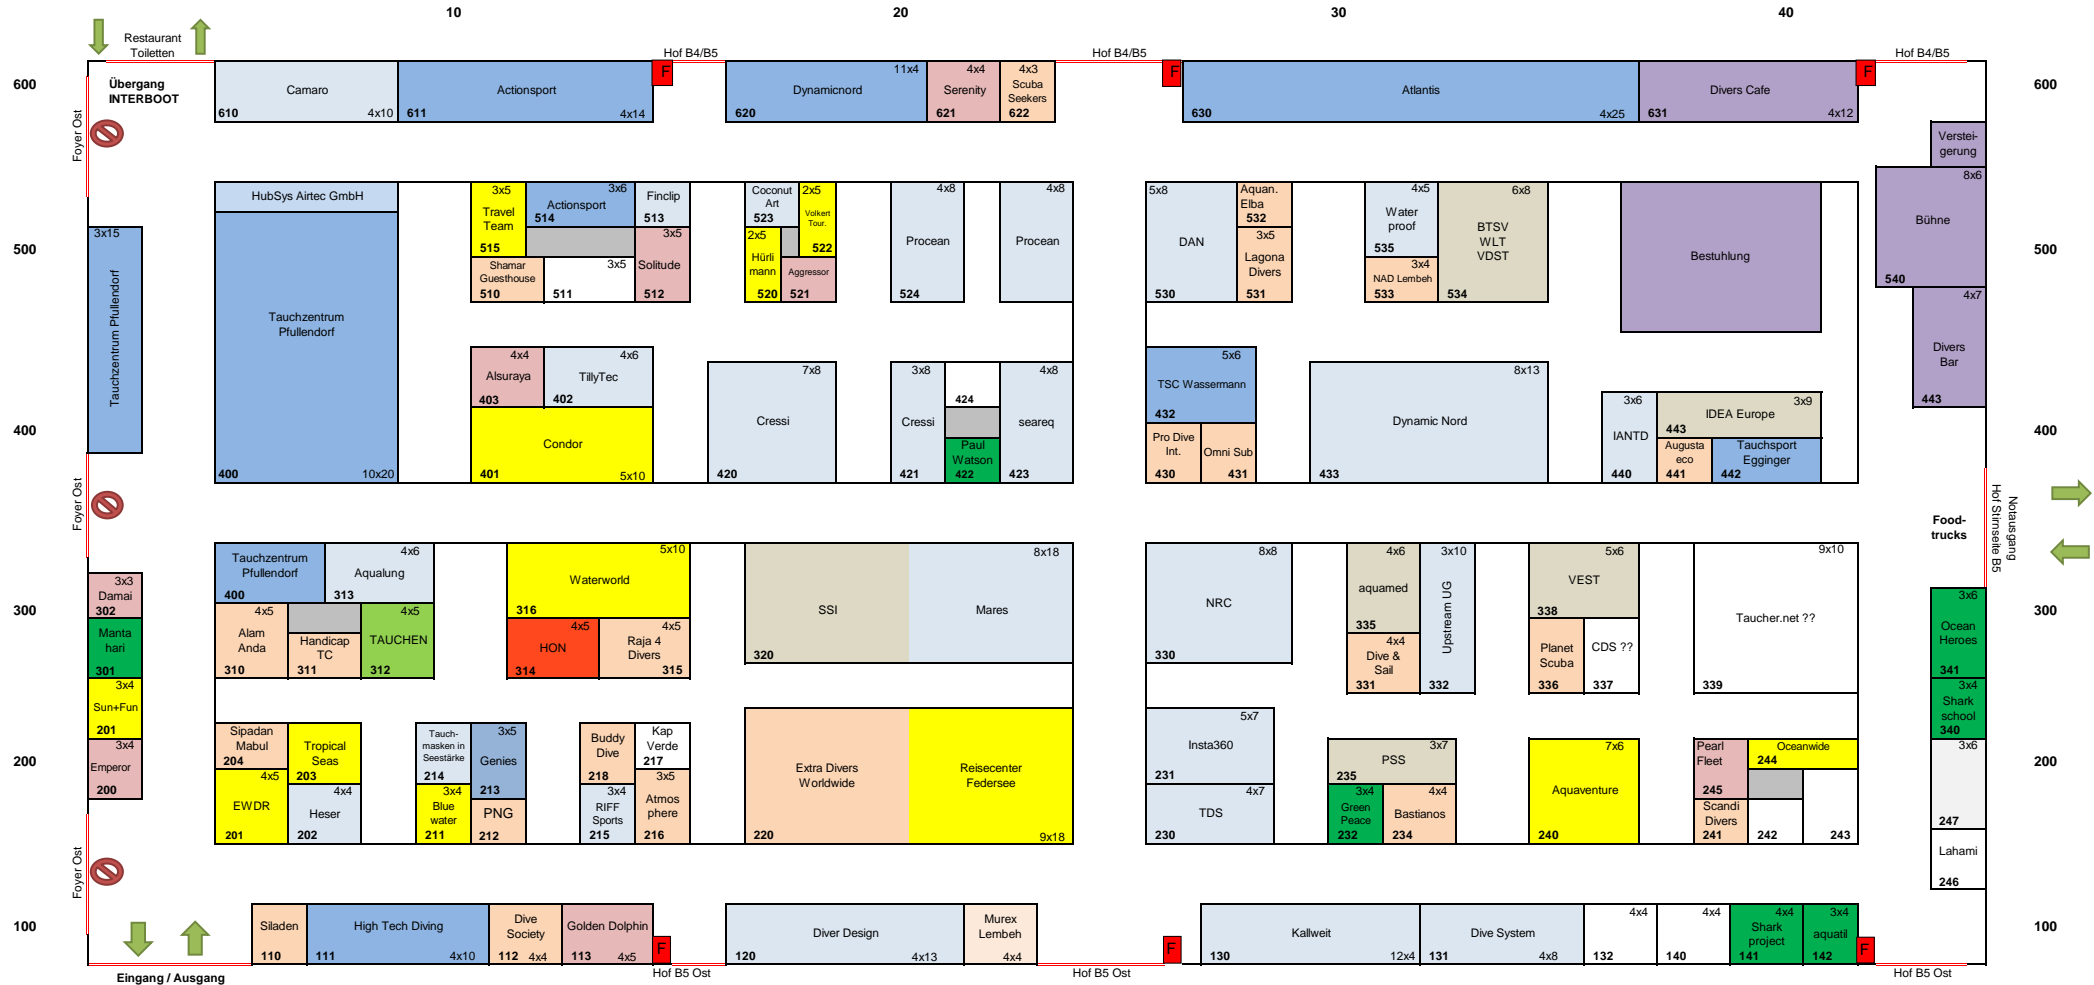 10 20 30 40
Restaurant
Toiletten
Hof B4/B5 Hof B4/B5 Hof B4/B5
600 600
Übergang
INTERBOOT
Foyer Ost
Camaro
610 4x10
Actionsport
611 4x14
F
11x4
Dynamicnord
620
4x4
Serenity
621
4x3
Scuba
Seekers
622
F
Atlantis
630 4x25
Divers Cafe
631 4x12
F
Verstei-
gerung
8x6
Bühne
540
4x7
Divers
Bar
443
500 500
3x15
Tauchzentrum Pfullendorf
HubSys Airtec GmbH
Tauchzentrum
Pfullendorf
400 10x20
3x5
Travel
Team
515
3x6
Actionsport
514
Finclip
513
Shamar
Guesthouse
510
3x5
511
3x5
Solitude
512
Coconut
Art
523
2x5
Volkert
Tour.
522
2x5
Hürli
mann
520
Aggressor
521
4x8
Procean
524
4x8
Procean
5x8
DAN
530
Aquan.
Elba
532
3x5
Lagona
Divers
531
4x5
Water
proof
535
3x4
NAD Lembeh
533
6x8
BTSV
WLT
VDST
534
Bestuhlung
400 400
4x4
Alsuraya
403
4x6
TillyTec
402
Condor
401 5x10
7x8
Cressi
420
3x8
Cressi
421
424
Paul
Watson
422
4x8
seareq
423
5x6
TSC Wassermann
432
Pro Dive
Int.
430
Omni Sub
431
8x13
Dynamic Nord
433
3x6
IANTD
440
3x9
IDEA Europe
443
Augusta
eco
441
Tauchsport
Egginger
442
Foyer Ost
Food-
trucks
Notausgang
Hof Stirnseite B5
300 300
3x3
Damai
302
Manta
hari
301
3x4
Sun+Fun
201
3x4
Emperor
200
Tauchzentrum
Pfullendorf
400
4x6
Aqualung
313
4x5
Alam
Anda
310
Handicap
TC
311
4x5
TAUCHEN
312
5x10
Waterworld
316
4x5
HON
314
4x5
Raja 4
Divers
315
SSI
320
8x18
Mares
8x8
NRC
330
4x6
aquamed
335
4x4
Dive &
Sail
331
3x10
Upstream UG
332
5x6
VEST
338
Planet
Scuba
336
CDS ??
337
9x10
Taucher.net ??
339
3x6
Ocean
Heroes
341
3x4
Shark
school
340
3x6
247
Lahami
246
200 200
Sipadan
Mabul
204
Tropical
Seas
203
4x5
EWDR
201
4x4
Heser
202
Tauch-
masken in
Seestärke
214
3x5
Genies
213
3x4
Blue
water
211
PNG
212
Buddy
Dive
218
Kap
Verde
217
3x4
RIFF
Sports
215
3x5
Atmos
phere
216
Extra Divers
Worldwide
220
Reisecenter
Federsee
9x18
5x7
Insta360
231
4x7
TDS
230
3x7
PSS
235
3x4
Green
Peace
232
4x4
Bastianos
234
7x6
Aquaventure
240
Pearl
Fleet
245
Oceanwide
244
Scandi
Divers
241
242
243
Foyer Ost
100 100
Siladen
110
High Tech Diving
111 4x10
Dive
Society
112 4x4
Golden Dolphin
113 4x5
F
Diver Design
120 4x13
Murex
Lembeh
4x4
F
Kallweit
130 12x4
Dive System
131 4x8
4x4
132
4x4
140
4x4
Shark
project
141
3x4
aquatil
142
F
Hof B5 Ost Hof B5 Ost Hof B5 Ost
Eingang / Ausgang